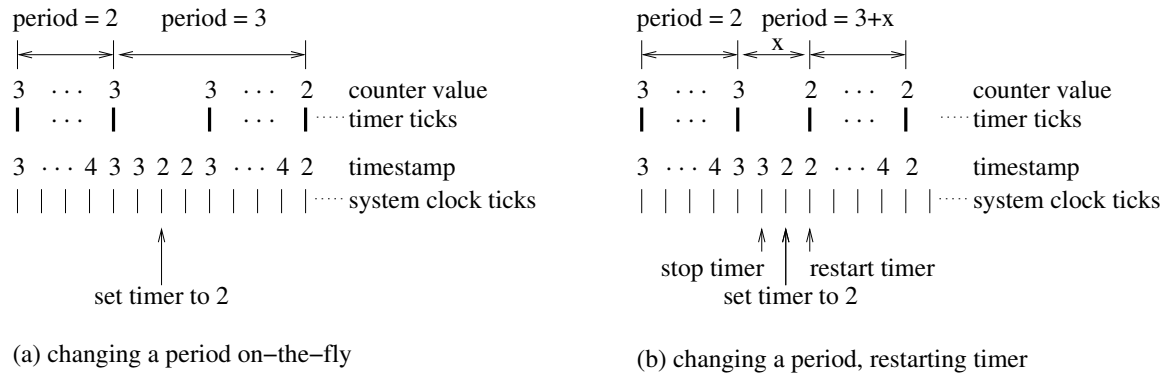 period = 2 period = 3
3 · · · 3 3 · · · 2 counter value
· · · · · · timer ticks
3 · · · 4 3 3 2 2 3 · · · 4 2 timestamp
system clock ticks
set timer to 2
(a) changing a period on−the−fly
period = 2 period = 3+x
x
3 · · · 3 2 · · · 2 counter value
· · · · · · timer ticks
3 · · · 4 3 3 2 2 · · · 4 2 timestamp
system clock ticks
stop timer restart timer
set timer to 2
(b) changing a period, restarting timer